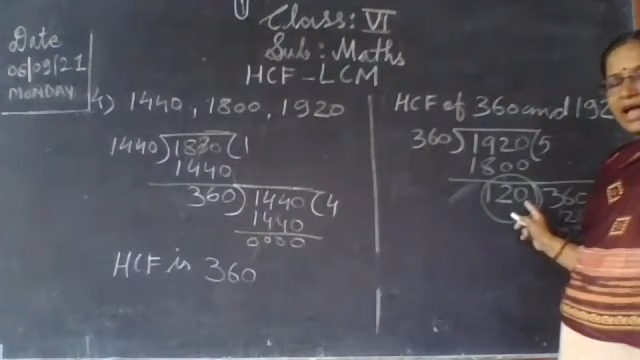 Class: VI
Sub: Maths
HCF-LCM
Date
06/09/21
MONDAY
4) 1440, 1800, 1920
1440)1800(1
1440
360)1440(4
1440
0000
HCF is 360
HCF of 360 and 192
360)1920(5
1800
120)360